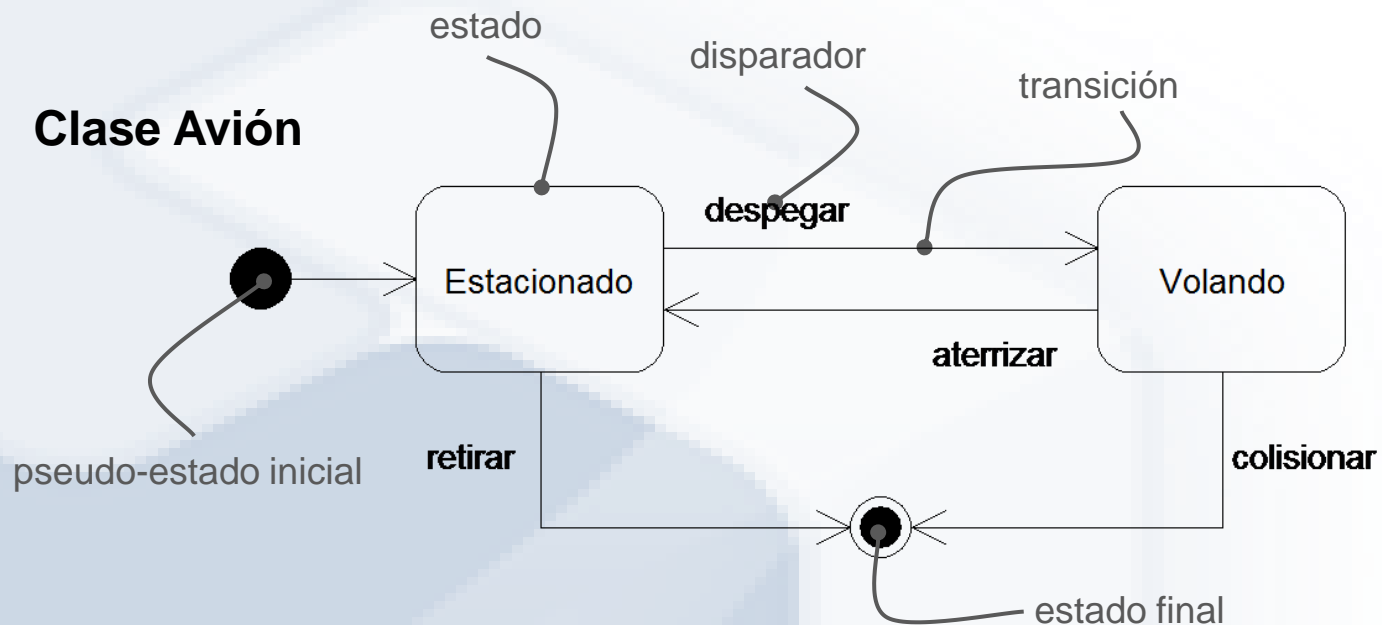 estado
disparador
transición
Clase Avión
despegar
Estacionado
Volando
aterrizar
retirar
colisionar
pseudo-estado inicial
estado final